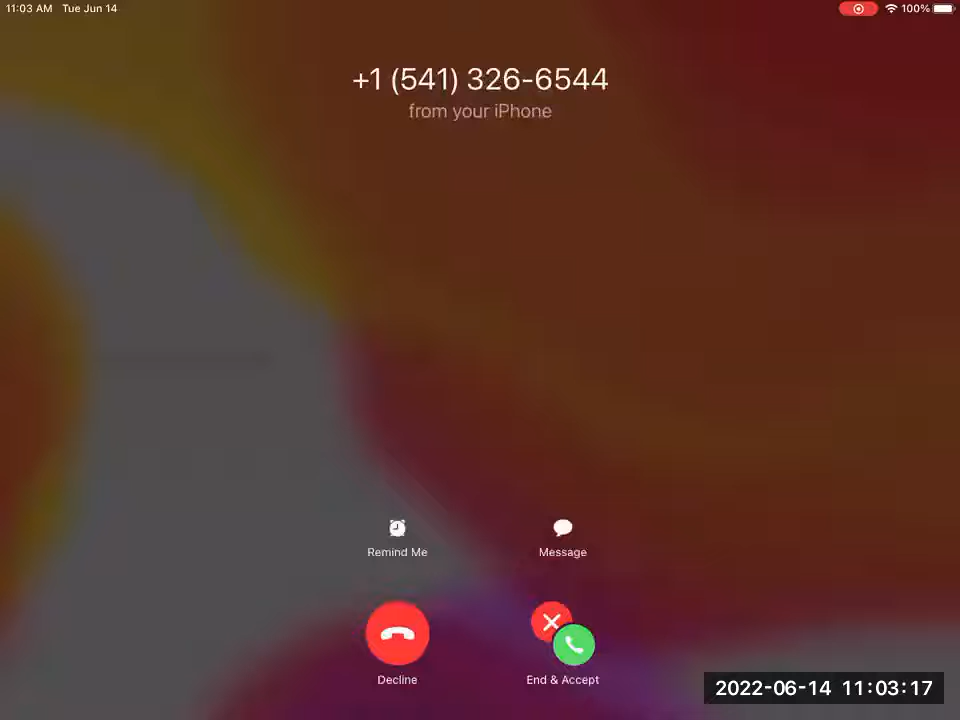 11:03 AM Tue Jun 14
100%
+1 (541) 326-6544
from your iPhone
Remind Me
Message
Decline
End & Accept
2022-06-14 11:03:17